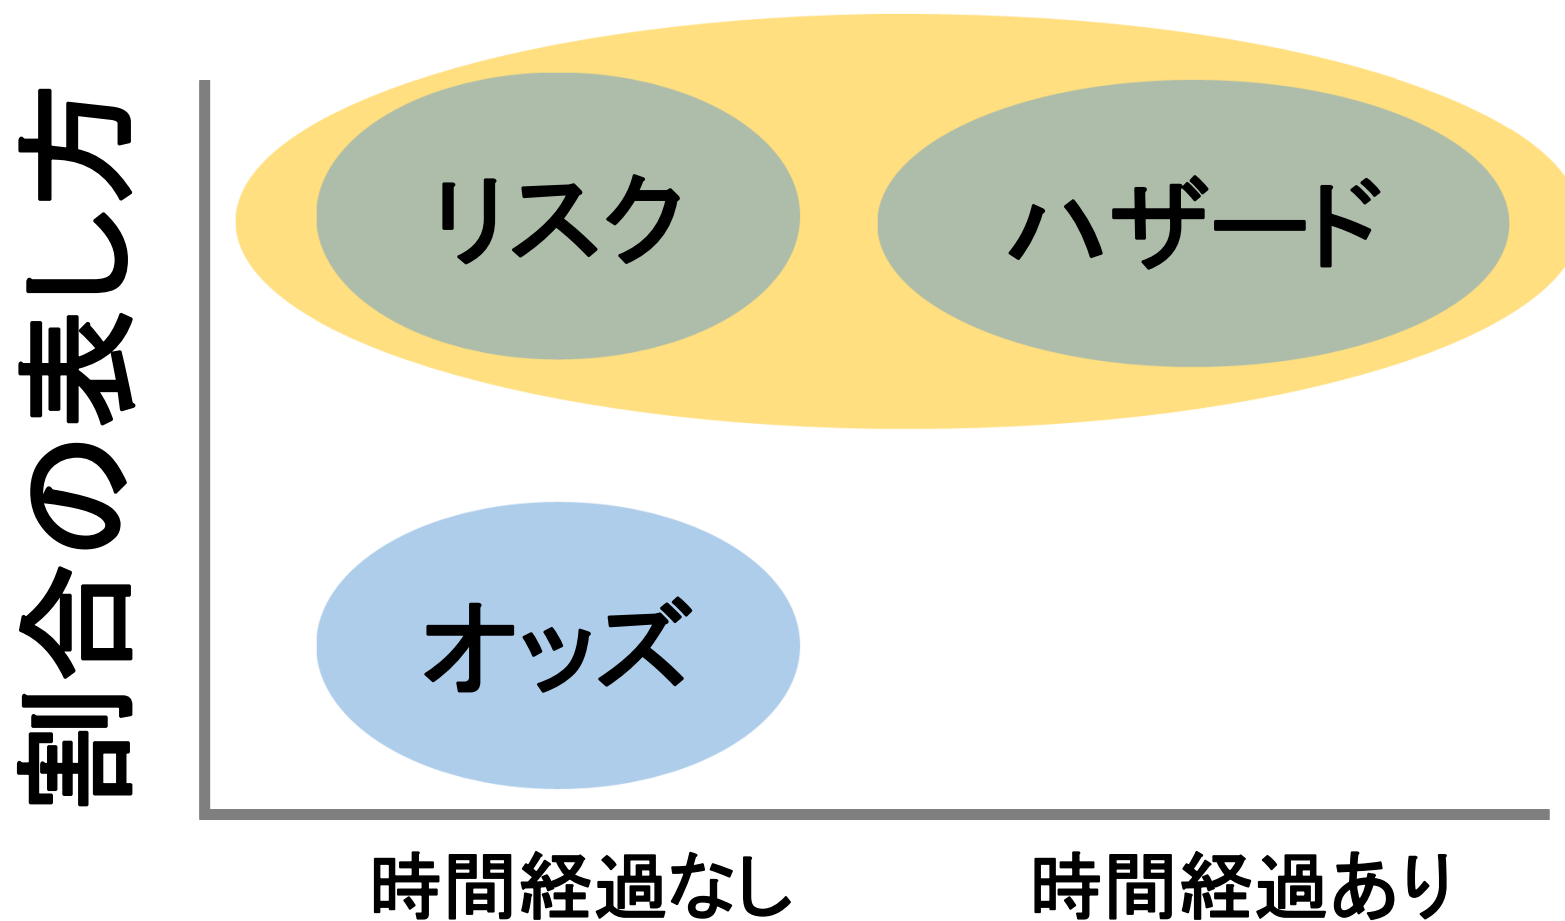 割合の表し方
リスク
ハザード
オッズ
時間経過なし
時間経過あり